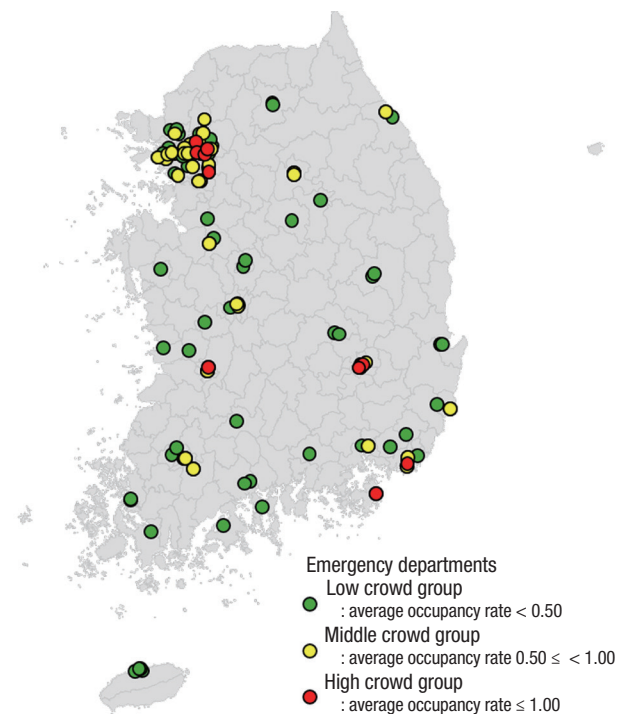 Emergency departments
Low crowd group
: average occupancy rate < 0.50
Middle crowd group
: average occupancy rate 0.50 ≤ < 1.00
High crowd group
: average occupancy rate ≤ 1.00